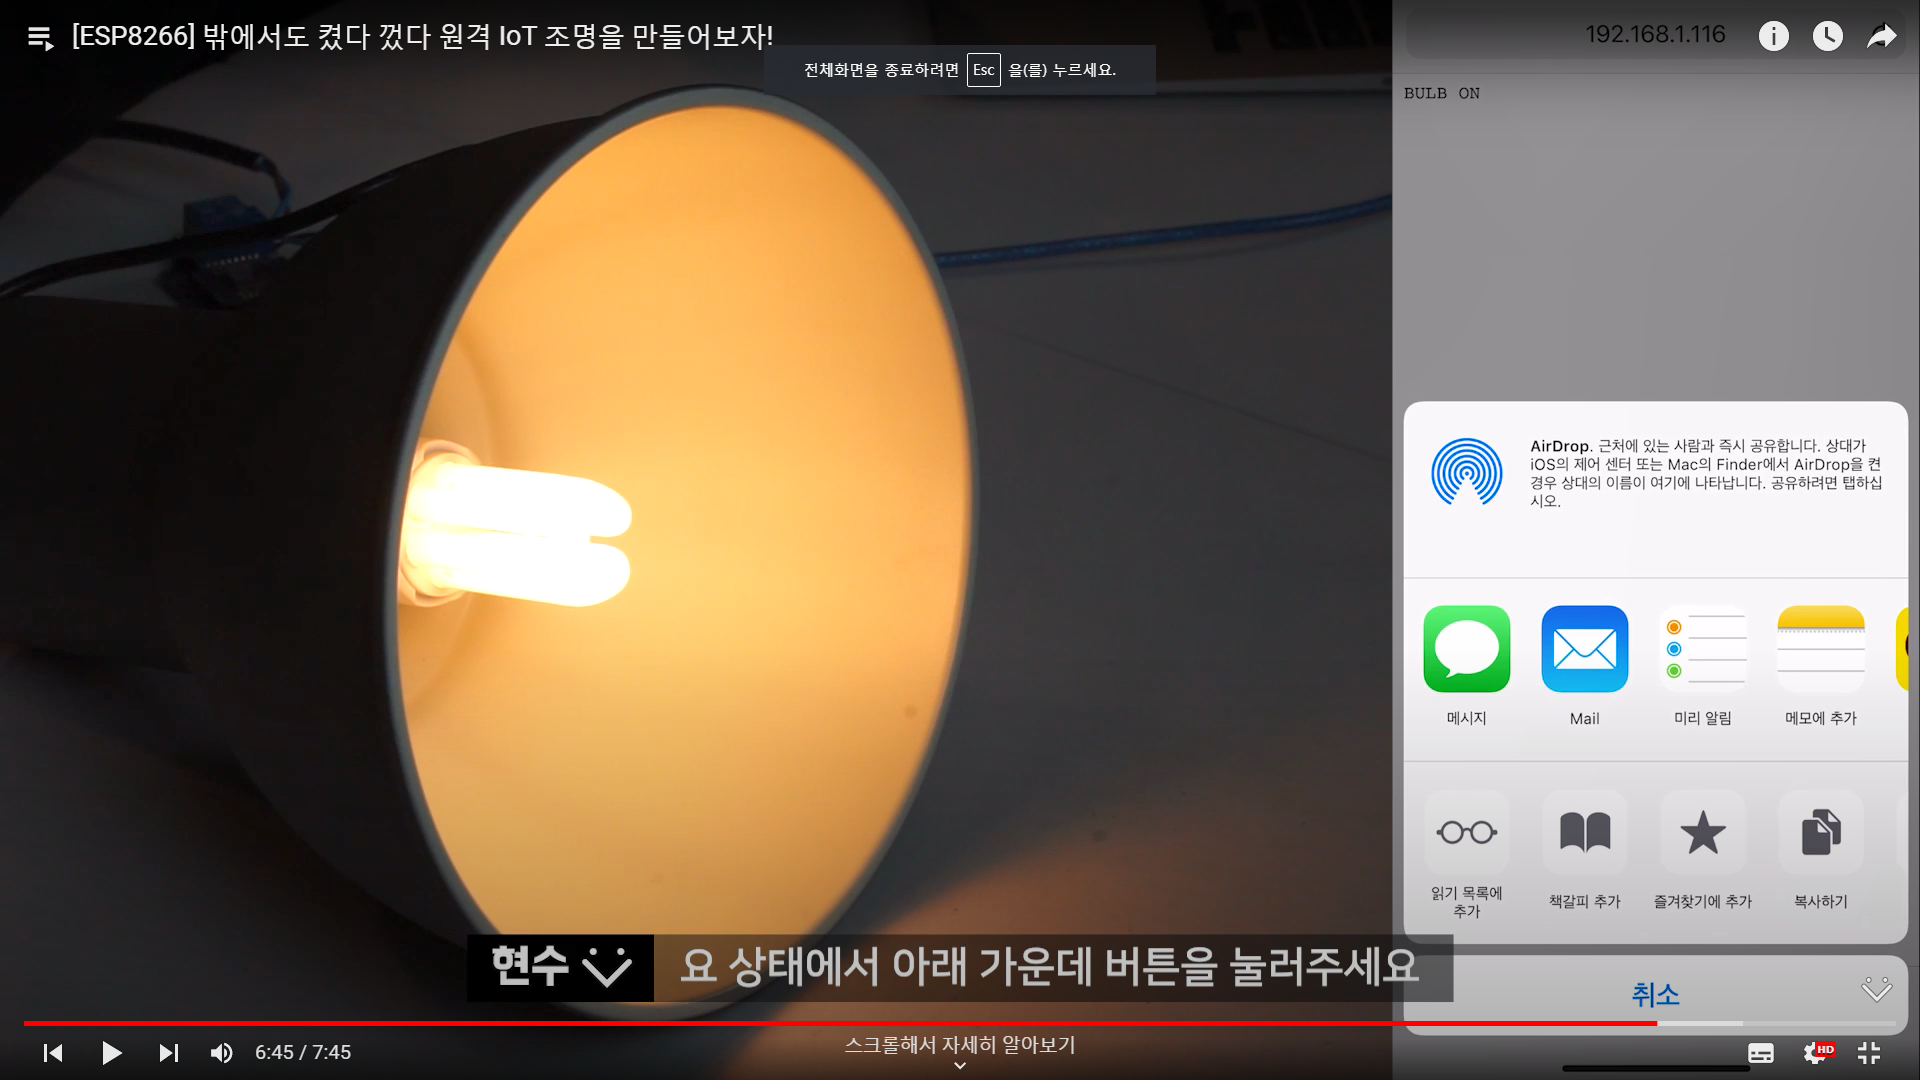 [ESP8266] 밖에서도 켰다 껐다 원격 IoT 조명을 만들어보자!
192.168.1.116
전체화면을 종료하려면 Esc 을(를) 누르세요.
BULB ON
AirDrop. 근처에 있는 사람과 즉시 공유합니다. 상대가
iOS의 제어 센터 또는 Mac의 Finder에서 AirDrop을 켠
경우 상대의 이름이 여기에 나타납니다. 공유하려면 탭하십
시오.
메시지
Mail
미리 알림
메모에 추가
읽기 목록에
추가
책갈피 추가
즐겨찾기에 추가
복사하기
현수 요 상태에서 아래 가운데 버튼을 눌러주세요
취소
6:45 / 7:45
스크롤해서 자세히 알아보기
HD